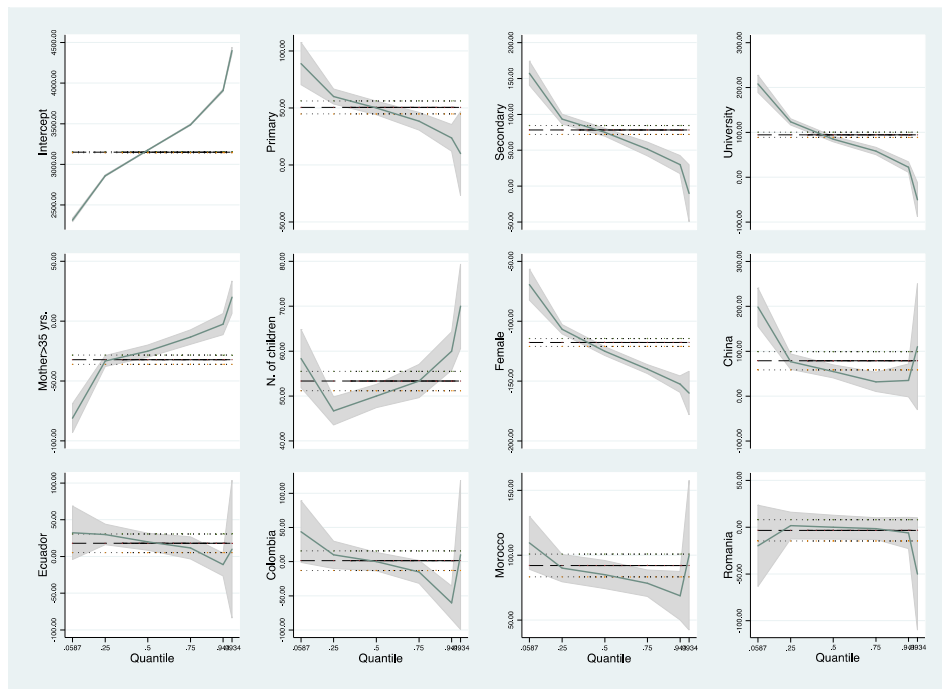 4500.00
4000.00
3500.00
3000.00
2500.00
Intercept
100.00
50.00
0.00
-50.00
Primary
200.00
150.00
100.00
50.00
0.00
-50.00
Secondary
300.00
200.00
100.00
0.00
-100.00
University
50.00
0.00
-50.00
-100.00
Mother>35 yrs.
80.00
70.00
60.00
50.00
40.00
N. of children
-50.00
-100.00
-150.00
-200.00
Female
300.00
200.00
100.00
0.00
-100.00
China
100.00
50.00
0.00
-50.00
-100.00
Ecuador
.0587 .25 .5 .75
Quantile
100.00
50.00
0.00
-50.00
-100.00
Colombia
.0587 .25 .5 .75
Quantile
150.00
100.00
50.00
Morocco
.0587 .25 .5 .75
Quantile
50.00
0.00
-50.00
-100.00
Romania
.0587 .25 .5 .75
Quantile